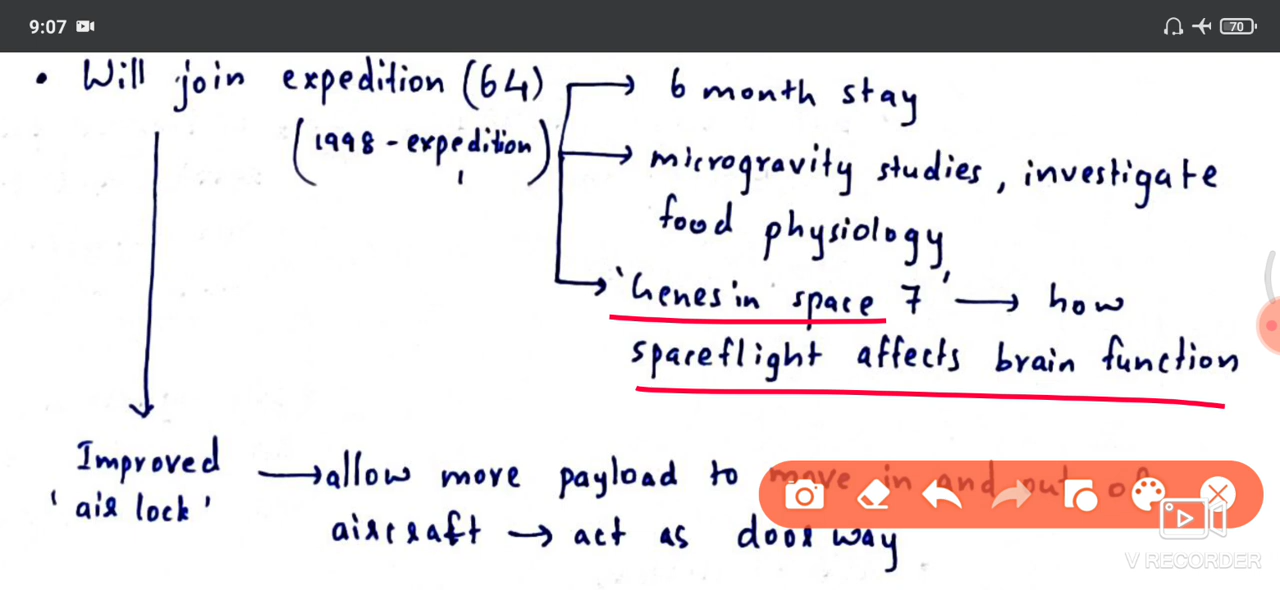 9:07
70
• Will join expedition (64) → 6 month stay
(1998 - expedition) → microgravity studies, investigate
1
food physiology
→ 'Genes in space 7' → how
spaceflight affects brain function
Improved → allow more payload to move in and out of
'air lock'
aircraft → act as doorway
V RECORDER